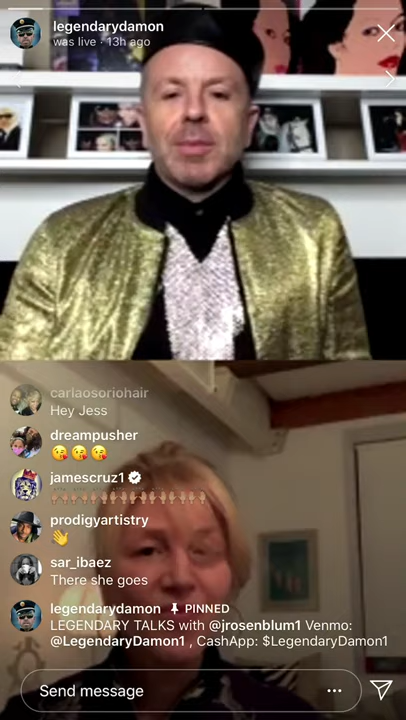 legendarydamon
was live · 13h ago
carlaosoriohair
Hey Jess
dreampusher
😘😘😘
jamescruz1
prodigyartistry
👋🏽
sar_ibaez
There she goes
legendarydamon PINNED
LEGENDARY TALKS with @jrosenblum1 Venmo:
@LegendaryDamon1 , CashApp: $LegendaryDamon1
Send message